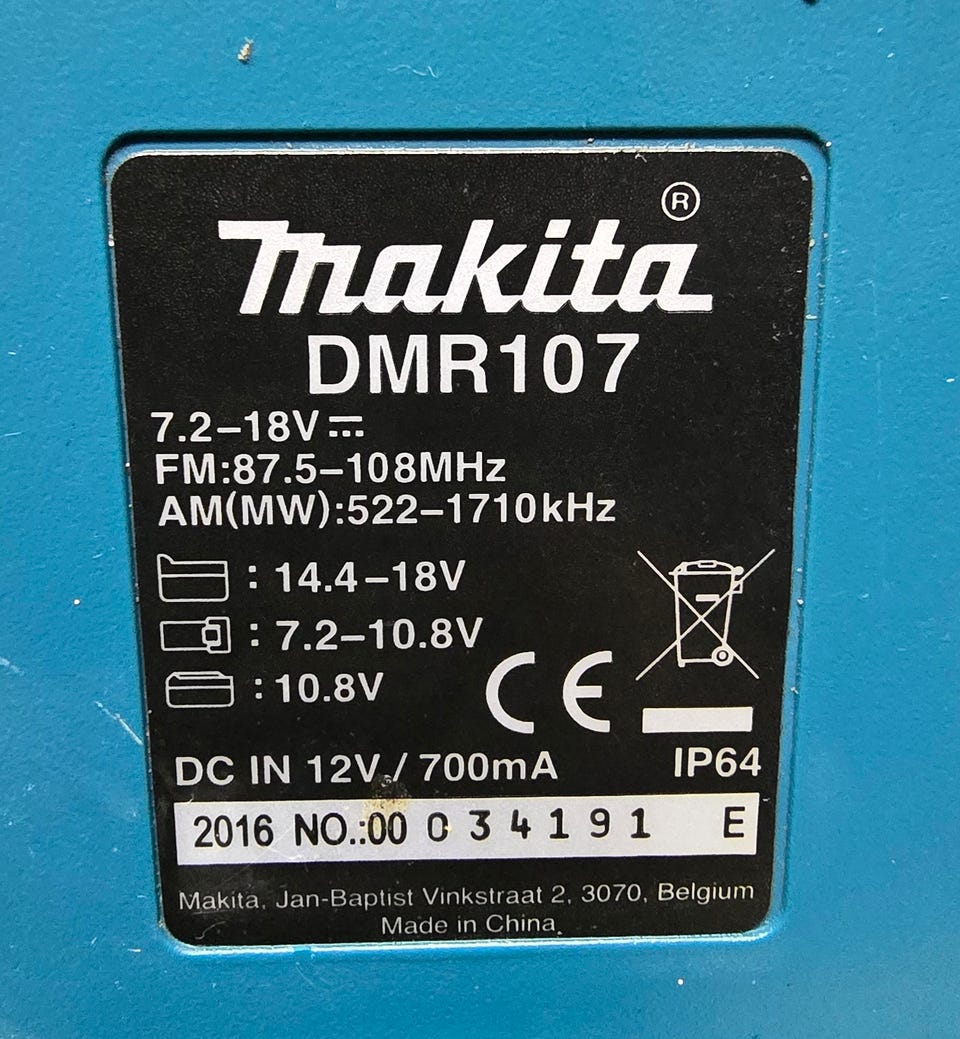 makita®
DMR107
7.2–18V⎓
FM:87.5–108MHz
AM(MW):522–1710kHz
: 14.4–18V
: 7.2–10.8V
: 10.8V
CE
DC IN 12V / 700mA
IP64
2016 NO.:00 0 3 4 1 9 1 E
Makita, Jan-Baptist Vinkstraat 2, 3070, Belgium
Made in China